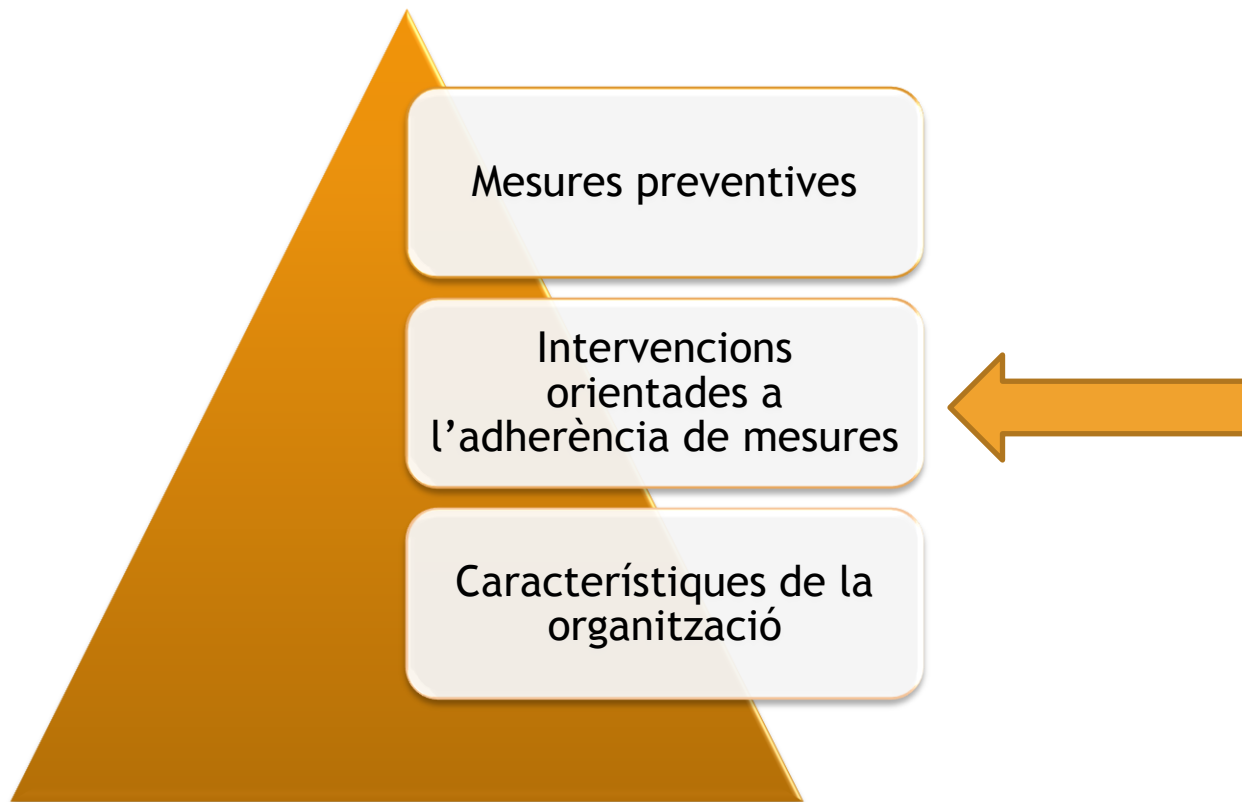 Mesures preventives
Intervencions
orientades a
l’adherència de mesures
Característiques de la
organització